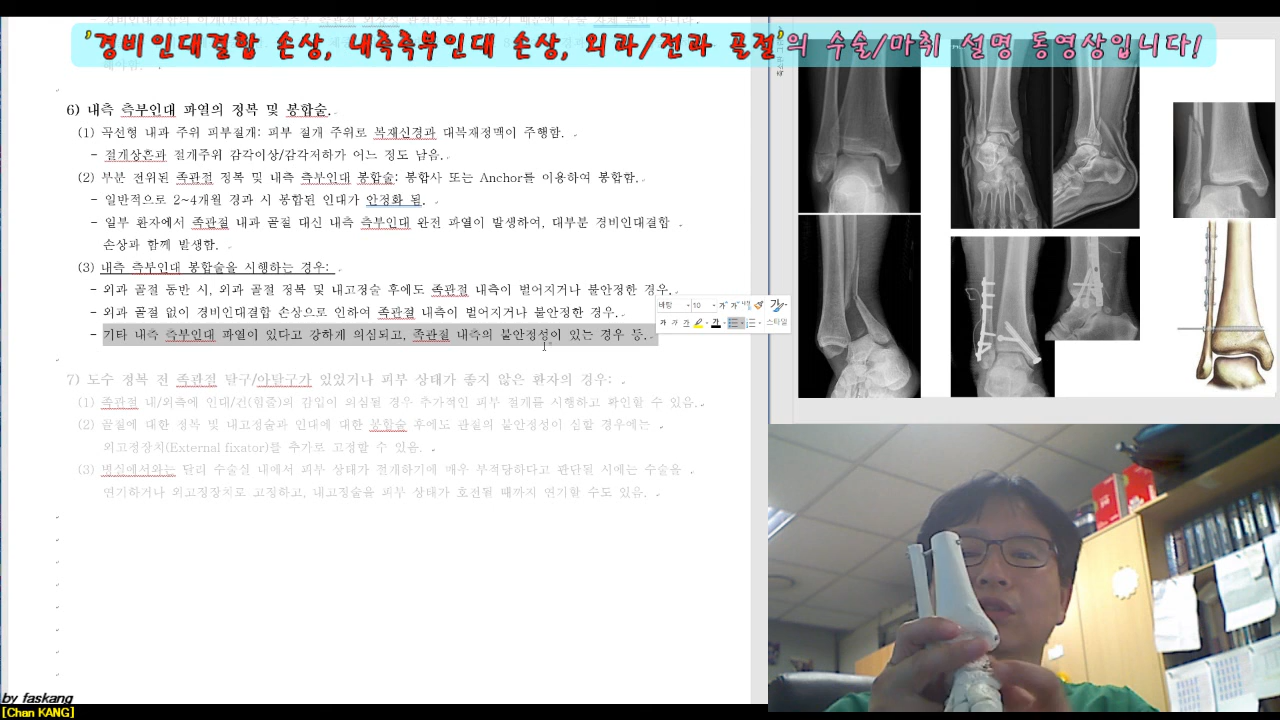 '경비인대결합 손상, 내측측부인대 손상, 외과/전과 골절'의 수술/마취 설명 동영상입니다!
6) 내측 측부인대 파열의 정복 및 봉합술.
(1) 곡선형 내과 주위 피부절개: 피부 절개 주위로 복재신경과 대복재정맥이 주행함.
- 절개상흔과 절개주위 감각이상/감각저하가 어느 정도 남음.
(2) 부분 전위된 족관절 정복 및 내측 측부인대 봉합술: 봉합사 또는 Anchor를 이용하여 봉합함.
- 일반적으로 2~4개월 경과 시 봉합된 인대가 안정화 됨.
- 일부 환자에서 족관절 내과 골절 대신 내측 측부인대 완전 파열이 발생하여, 대부분 경비인대결합
손상과 함께 발생함.
(3) 내측 측부인대 봉합술을 시행하는 경우:
- 외과 골절 동반 시, 외과 골절 정복 및 내고정술 후에도 족관절 내측이 벌어지거나 불안정한 경우.
- 외과 골절 없이 경비인대결합 손상으로 인하여 족관절 내측이 벌어지거나 불안정한 경우.
- 기타 내측 측부인대 파열이 있다고 강하게 의심되고, 족관절 내측의 불안정성이 있는 경우 등.
바탕 10 가 가
가 가 가 가 스타일
7) 도수 정복 전 족관절 탈구/아탈구가 있었거나 피부 상태가 좋지 않은 환자의 경우:
(1) 족관절 내/외측에 인대/건(힘줄)의 감입이 의심될 경우 추가적인 피부 절개를 시행하고 확인할 수 있음.
(2) 골절에 대한 정복 및 내고정술과 인대에 대한 봉합술 후에도 관절의 불안정성이 심할 경우에는
외고정장치(External fixator)를 추가로 고정할 수 있음.
(3) 병실에서와는 달리 수술실 내에서 피부 상태가 절개하기에 매우 부적당하다고 판단될 시에는 수술을
연기하거나 외고정장치로 고정하고, 내고정술을 피부 상태가 호전될 때까지 연기할 수도 있음.
by faskang
[Chan KANG]